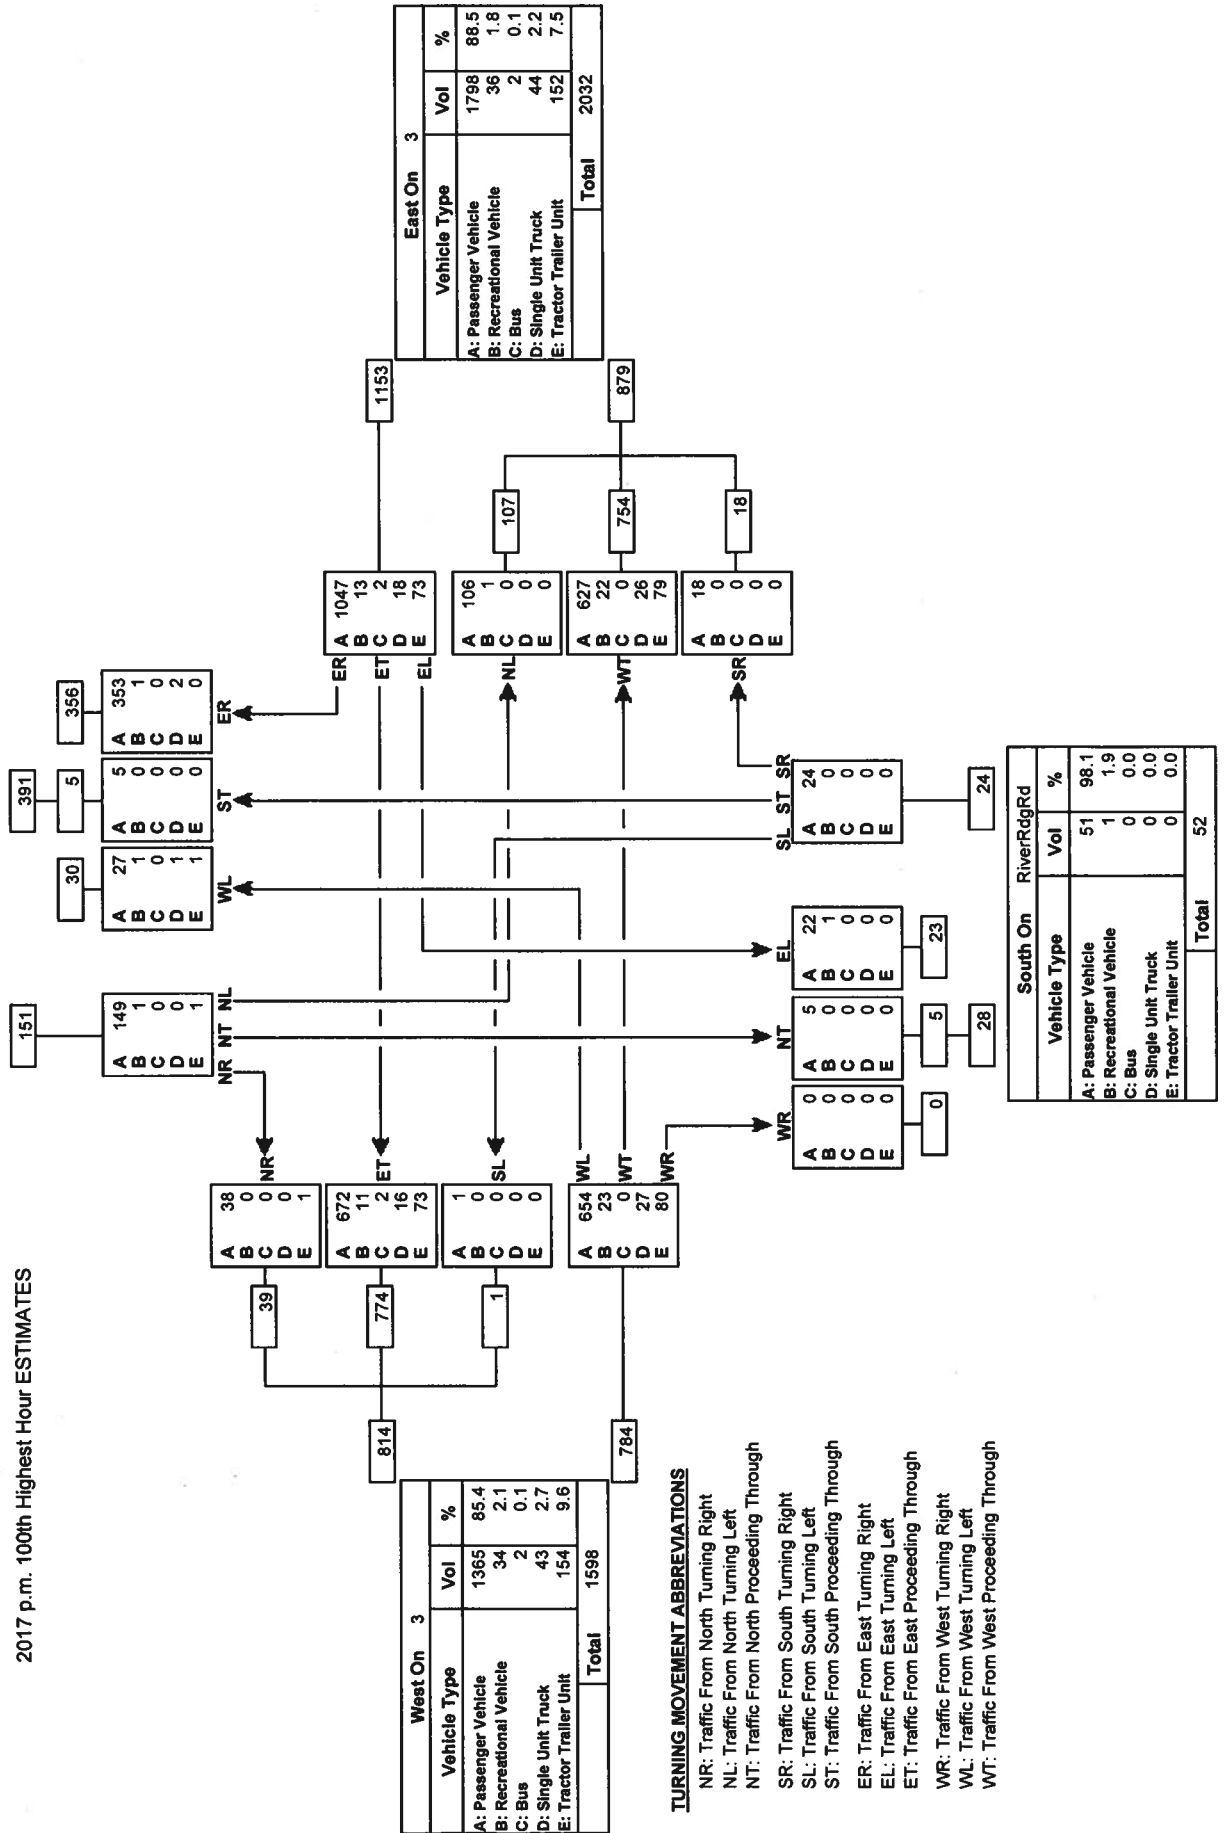 2017 p.m. 100th Highest Hour ESTIMATES
151
A 149
B 1
C 0
D 0
E 1
NR NT NL
30
A 27
B 1
C 0
D 1
E 1
WL
391
5
A 5
B 0
C 0
D 0
E 0
ST
356
A 353
B 1
C 0
D 2
E 0
ER
West On 3
Vehicle Type Vol %
A: Passenger Vehicle 1365 85.4
B: Recreational Vehicle 34 2.1
C: Bus 2 0.1
D: Single Unit Truck 43 2.7
E: Tractor Trailer Unit 154 9.6
Total 1598
814
784
39
A 38
B 0
C 0
D 0
E 1
NR
774
A 672
B 11
C 2
D 16
E 73
ET
1
A 1
B 0
C 0
D 0
E 0
SL
A 654
B 23
C 0
D 27
E 80
WL
WT
WR
ER
ET
EL
A 1047
B 13
C 2
D 18
E 73
1153
NL
A 106
B 1
C 0
D 0
E 0
107
WT
A 627
B 22
C 0
D 26
E 79
754
SR
A 18
B 0
C 0
D 0
E 0
18
879
East On 3
Vehicle Type Vol %
A: Passenger Vehicle 1798 88.5
B: Recreational Vehicle 36 1.8
C: Bus 2 0.1
D: Single Unit Truck 44 2.2
E: Tractor Trailer Unit 152 7.5
Total 2032
WR
A 0
B 0
C 0
D 0
E 0
0
NT
A 5
B 0
C 0
D 0
E 0
5
28
EL
A 22
B 1
C 0
D 0
E 0
23
SL ST SR
A 24
B 0
C 0
D 0
E 0
24
South On RiverRdgRd
Vehicle Type Vol %
A: Passenger Vehicle 51 98.1
B: Recreational Vehicle 1 1.9
C: Bus 0 0.0
D: Single Unit Truck 0 0.0
E: Tractor Trailer Unit 0 0.0
Total 52
TURNING MOVEMENT ABBREVIATIONS
NR: Traffic From North Turning Right
NL: Traffic From North Turning Left
NT: Traffic From North Proceeding Through
SR: Traffic From South Turning Right
SL: Traffic From South Turning Left
ST: Traffic From South Proceeding Through
ER: Traffic From East Turning Right
EL: Traffic From East Turning Left
ET: Traffic From East Proceeding Through
WR: Traffic From West Turning Right
WL: Traffic From West Turning Left
WT: Traffic From West Proceeding Through